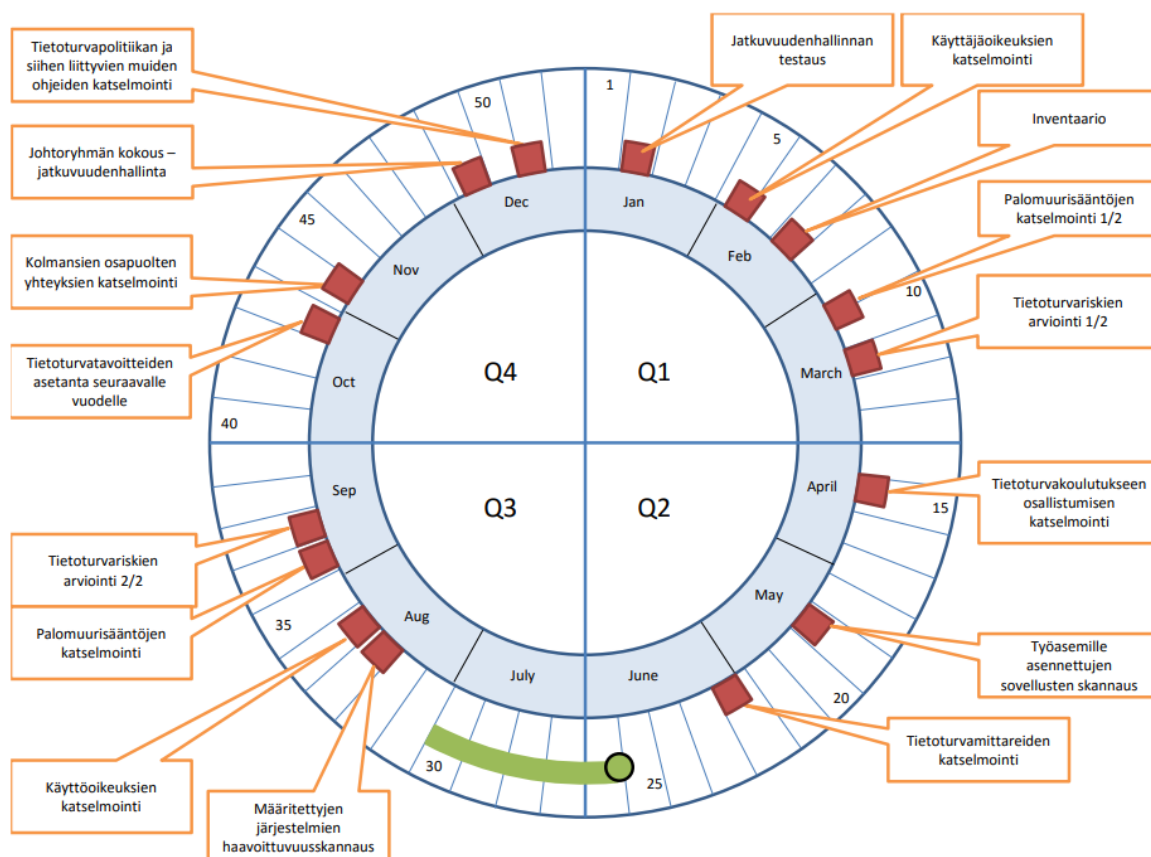 Tietoturvapolitiikan ja
siihen liittyvien muiden
ohjeiden katselmointi
Jatkuvuudenhallinnan
testaus
Käyttäjäoikeuksien
katselmointi
Inventaario
Johtoryhmän kokous –
jatkuvuudenhallinta
Palomuurisääntöjen
katselmointi 1/2
Kolmansien osapuolten
yhteyksien katselmointi
Tietoturvariskien
arviointi 1/2
Tietoturvatavoitteiden
asetanta seuraavalle
vuodelle
Tietoturvakoulutukseen
osallistumisen
katselmointi
Tietoturvariskien
arviointi 2/2
Palomuurisääntöjen
katselmointi
Työasemille
asennettujen
sovellusten skannaus
Tietoturvamittareiden
katselmointi
Käyttöoikeuksien
katselmointi
Määritettyjen
järjestelmien
haavoittuvuusskannaus
1
5
10
15
20
25
30
35
40
45
50
Jan
Feb
March
April
May
June
July
Aug
Sep
Oct
Nov
Dec
Q4
Q1
Q3
Q2